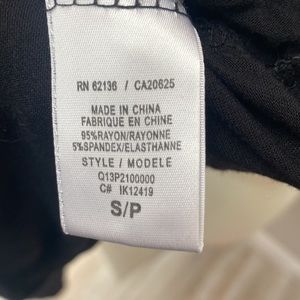 RN 62136 / CA20625
MADE IN CHINA
FABRIQUE EN CHINE
95%RAYON/RAYONNE
5%SPANDEX/ELASTHANNE
STYLE / MODELE
Q13P2100000
C# IK12419
S/P